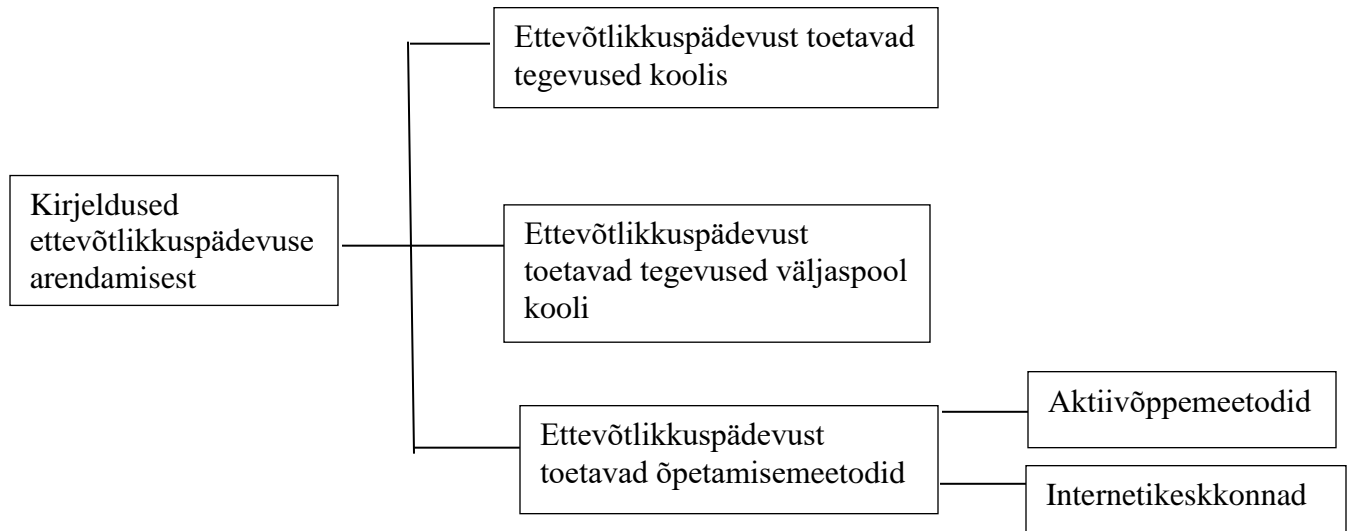 Ettevõtlikkuspädevust toetavad
tegevused koolis
Kirjeldused
ettevõtlikkuspädevuse
arendamisest
Ettevõtlikkuspädevust
toetavad tegevused väljaspool
kooli
Ettevõtlikkuspädevust
toetavad õpetamisemeetodid
Aktiivõppemeetodid
Internetikeskkonnad